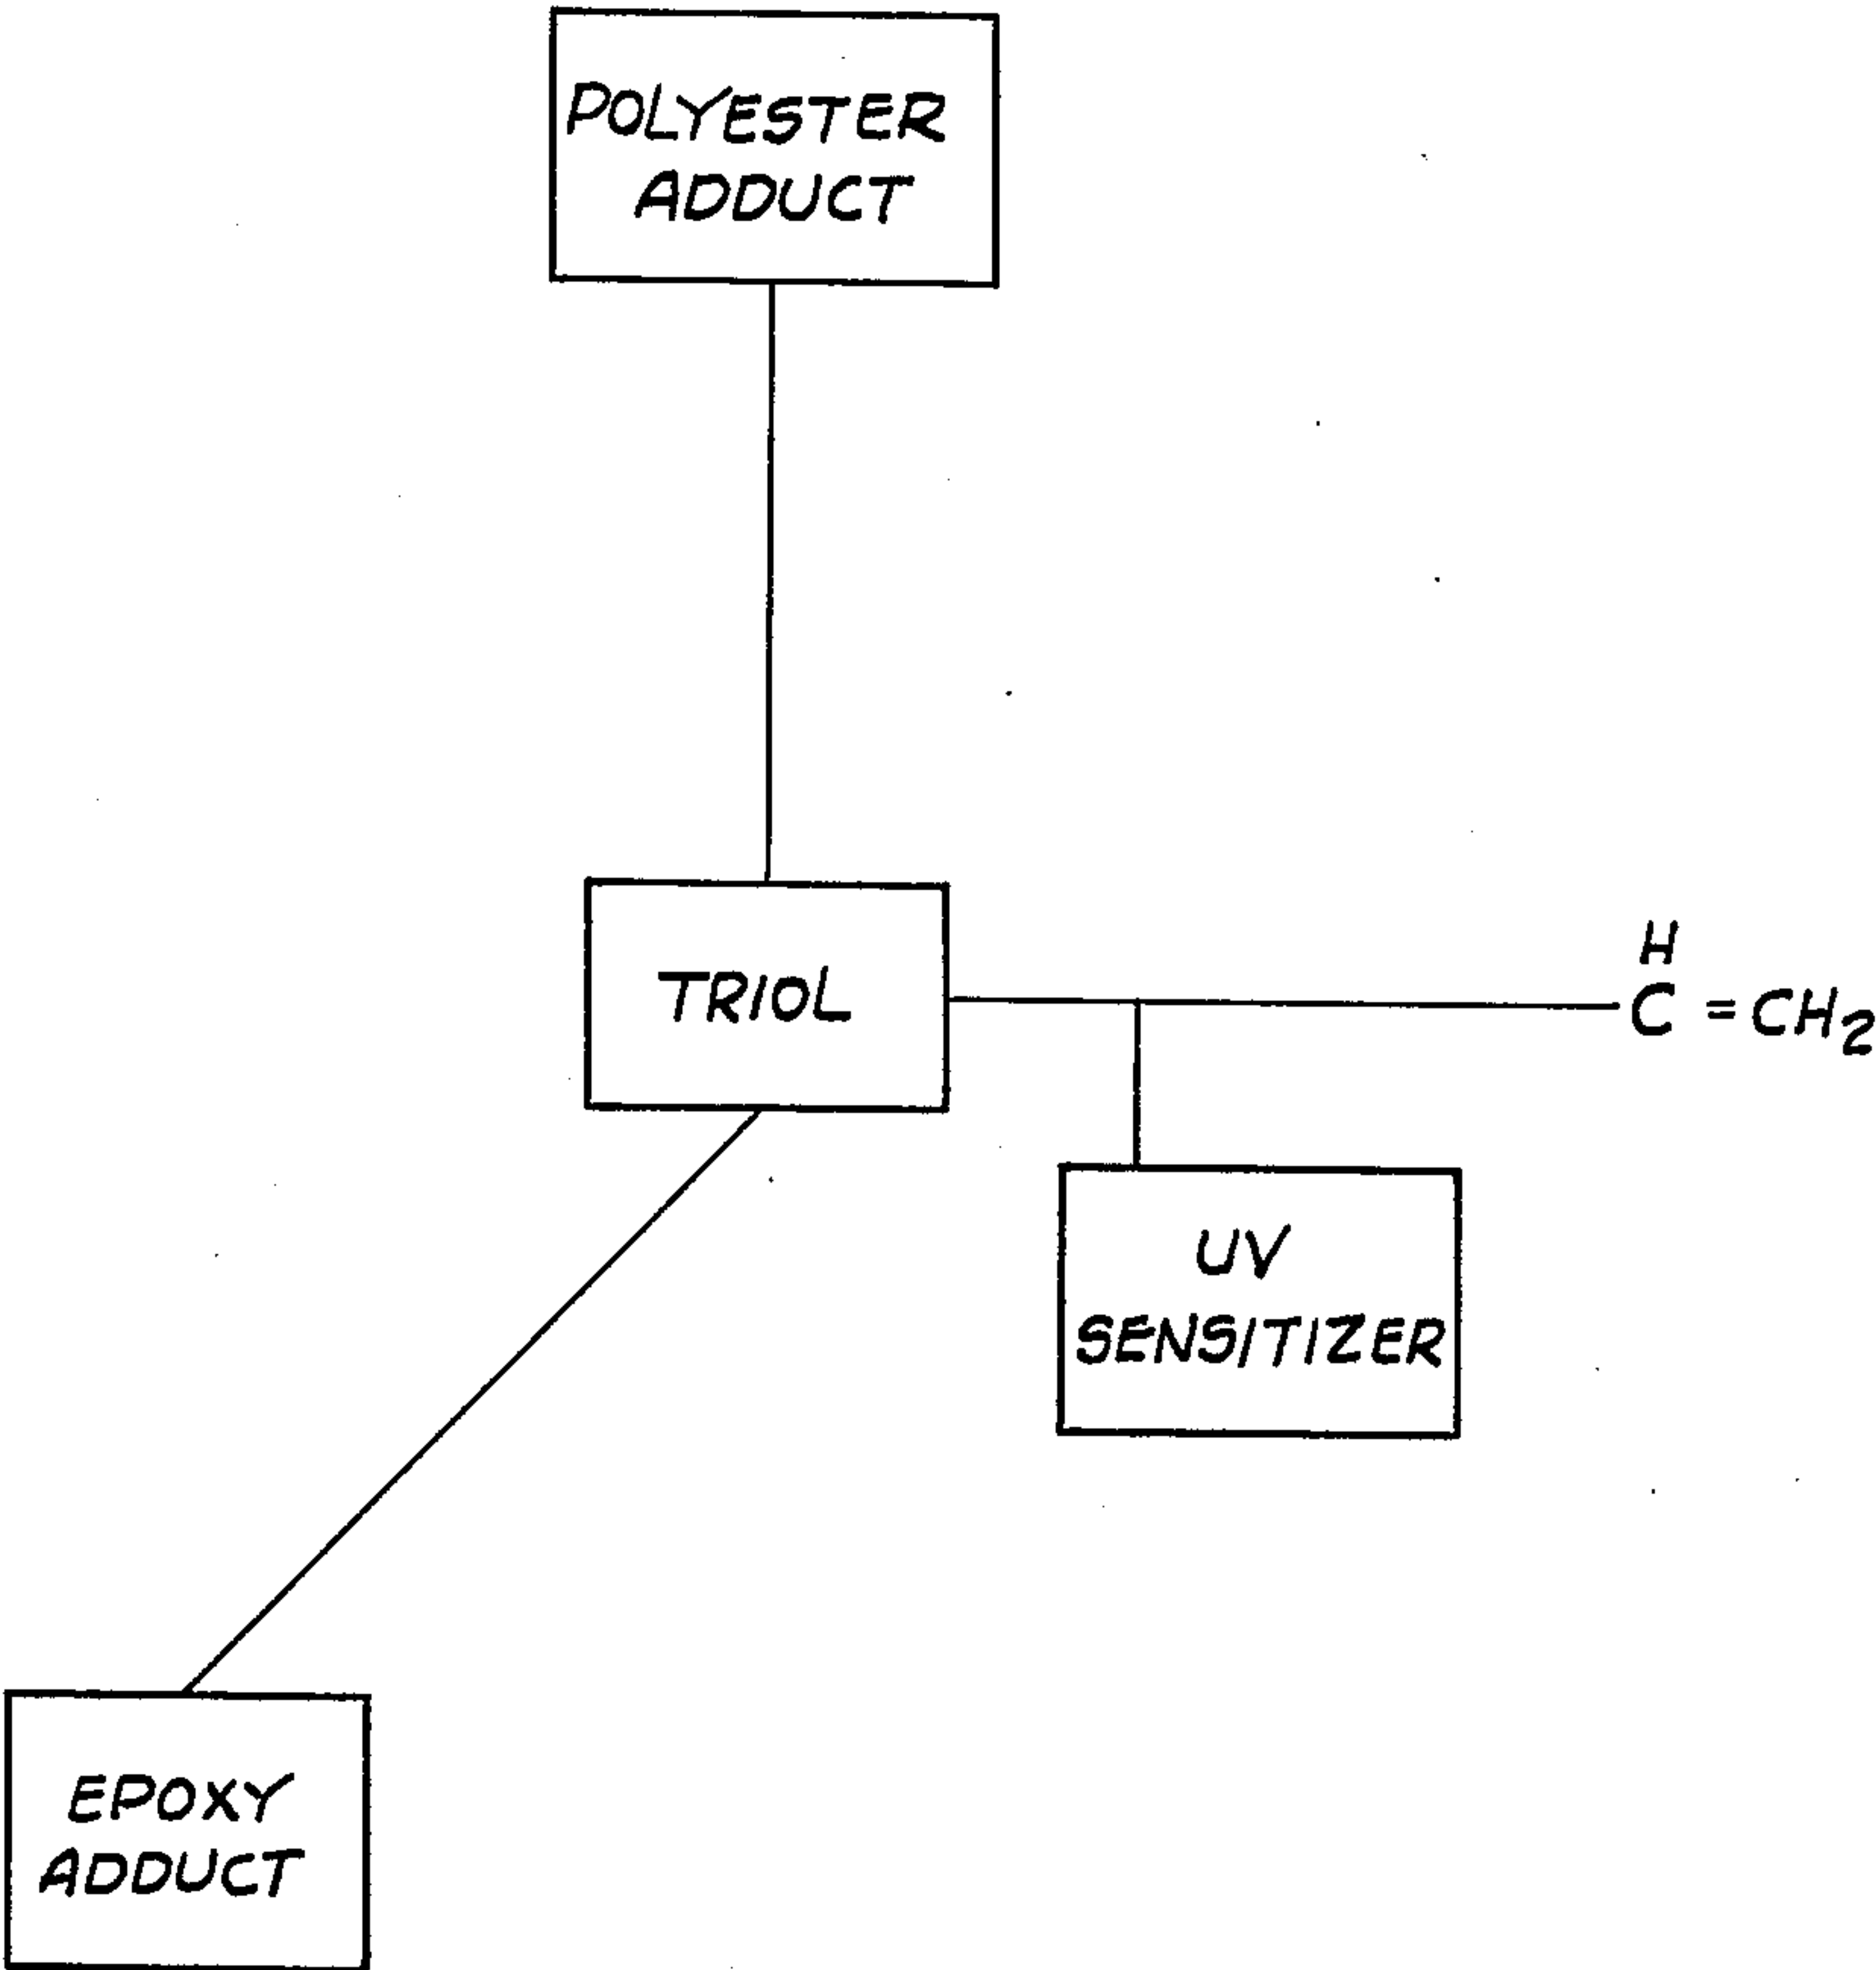 POLYESTER
ADDUCT
TRIOL
H
C = CH2
UV
SENSITIZER
EPOXY
ADDUCT